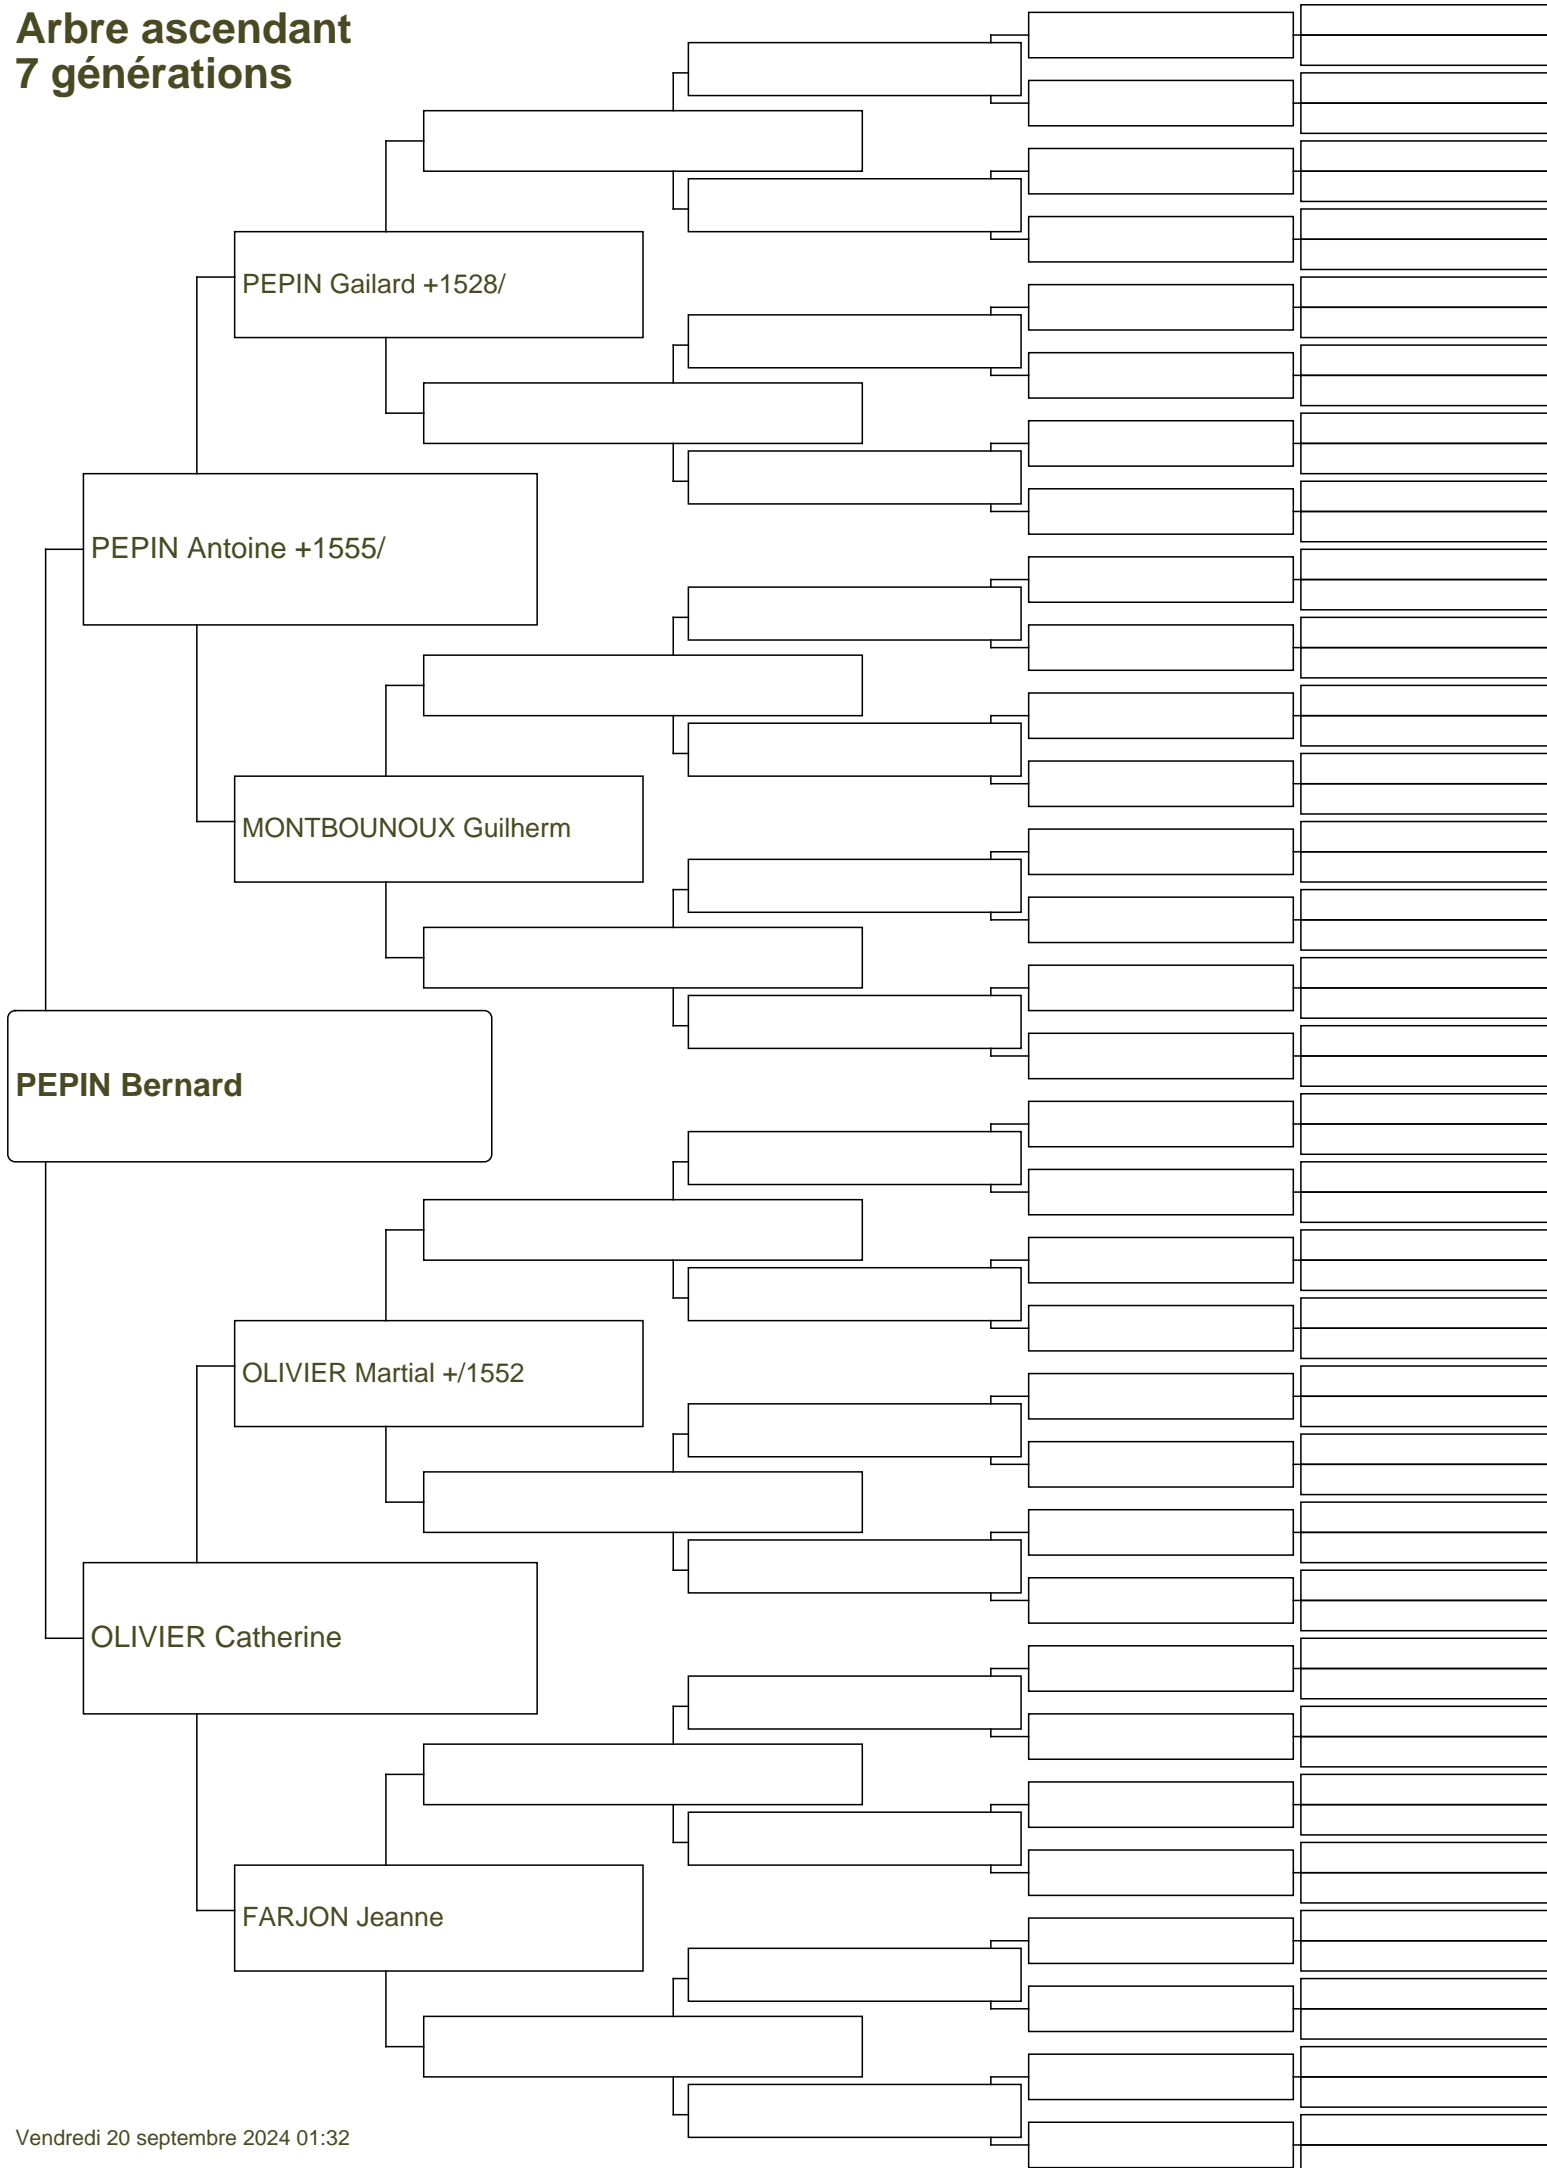 Arbre ascendant
7 générations
PEPIN Gailard +1528/
PEPIN Antoine +1555/
MONTBOUNOUX Guilherm
PEPIN Bernard
OLIVIER Martial +/1552
OLIVIER Catherine
FARJON Jeanne
Vendredi 20 septembre 2024 01:32